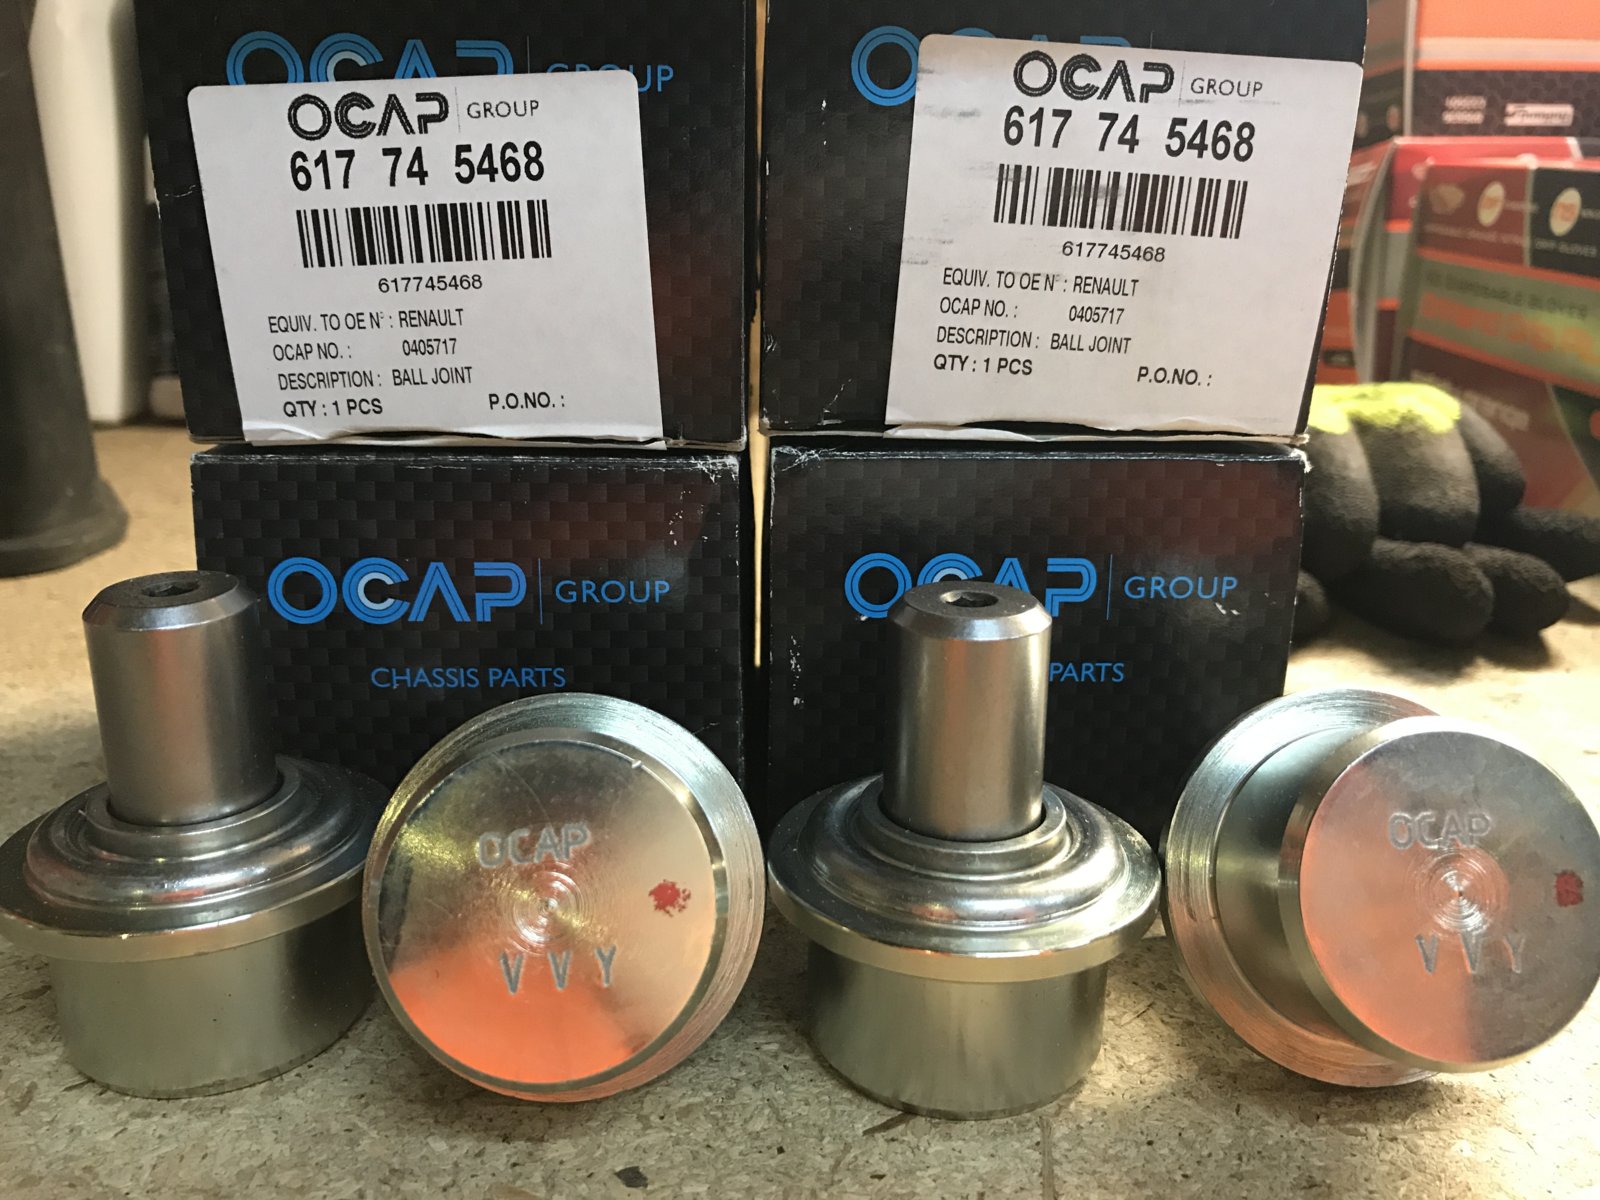 OCAP GROUP
OCAP GROUP
617 74 5468
617745468
EQUIV. TO OE N° : RENAULT
OCAP NO. : 0405717
DESCRIPTION : BALL JOINT
QTY : 1 PCS P.O.NO. :
OCAP GROUP
617 74 5468
617745468
EQUIV. TO OE N° : RENAULT
OCAP NO. : 0405717
DESCRIPTION : BALL JOINT
QTY : 1 PCS P.O.NO. :
OCAP GROUP
CHASSIS PARTS
OCAP GROUP
PARTS
OCAP
VVY
OCAP
VVY